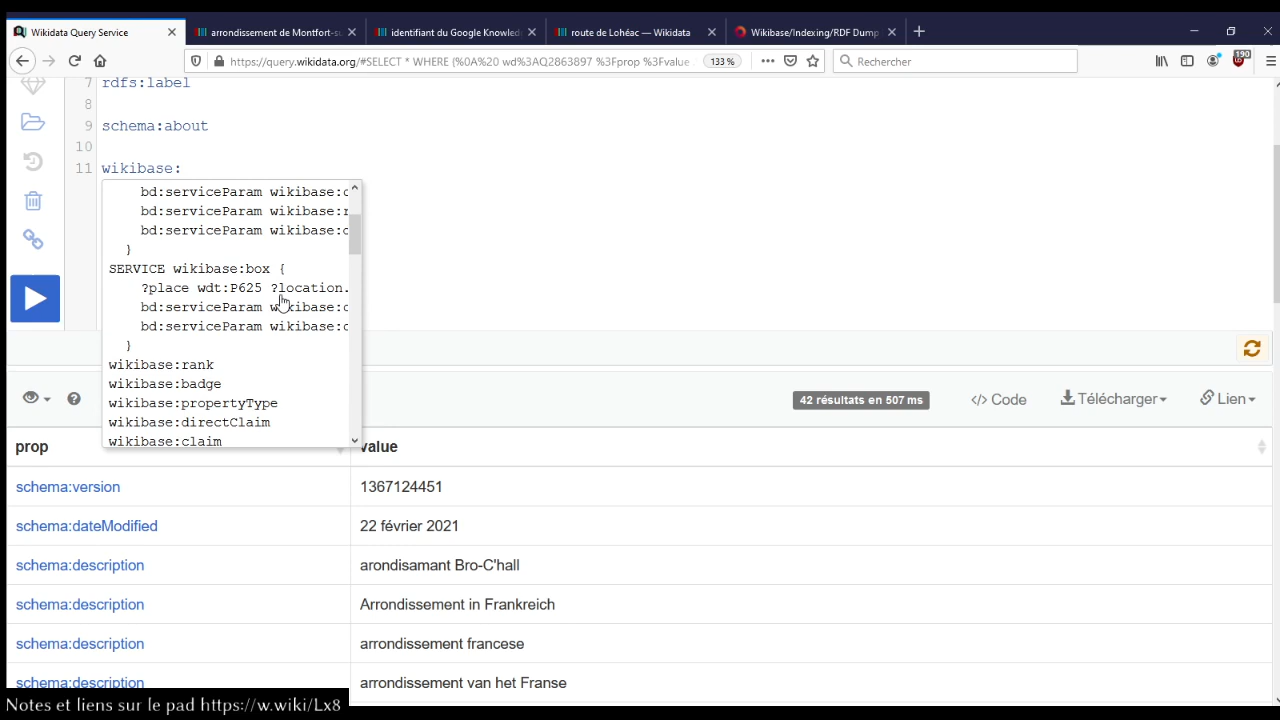 Wikidata Query Service
arrondissement de Montfort-su
identifiant du Google Knowled
route de Lohéac — Wikidata
Wikibase/Indexing/RDF Dump
https://query.wikidata.org/#SELECT * WHERE {%0A%20 wd%3AQ2863897 %3Fprop %3Fvalue
133 %
Rechercher
190
7 rdfs:label
8
9 schema:about
10
11 wikibase:
bd:serviceParam wikibase:c
bd:serviceParam wikibase:r
bd:serviceParam wikibase:c
}
SERVICE wikibase:box {
?place wdt:P625 ?location.
bd:serviceParam wikibase:c
bd:serviceParam wikibase:c
}
wikibase:rank
wikibase:badge
wikibase:propertyType
wikibase:directClaim
wikibase:claim
42 résultats en 507 ms
</> Code
Télécharger
Lien
prop value
schema:version 1367124451
schema:dateModified 22 février 2021
schema:description arondisamant Bro-C'hall
schema:description Arrondissement in Frankreich
schema:description arrondissement francese
schema:description arrondissement van het Franse
Notes et liens sur le pad https://w.wiki/Lx8